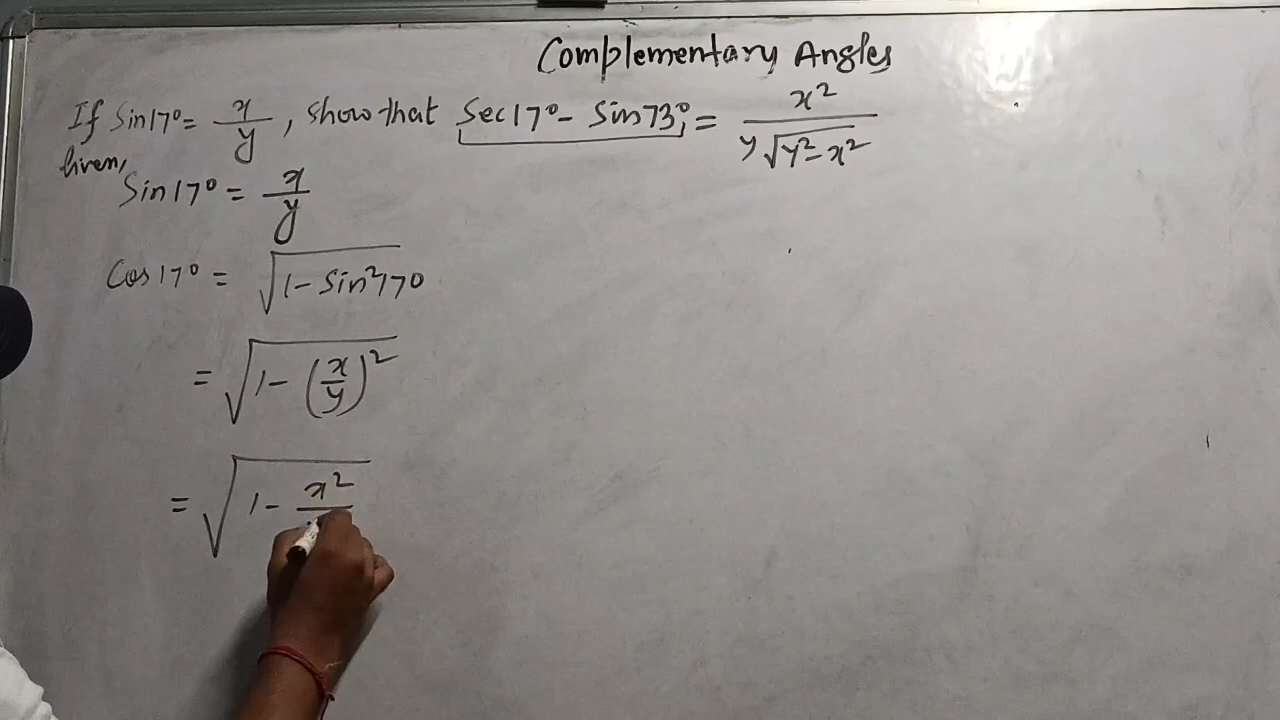 Complementary Angles
If Sin17° = x/y, show that Sec17° - Sin73° = x²/y√y²-x²
Given,
Sin17° = x/y
Cos17° = √1-Sin²17°
= √1-(x/y)²
= √1-x²